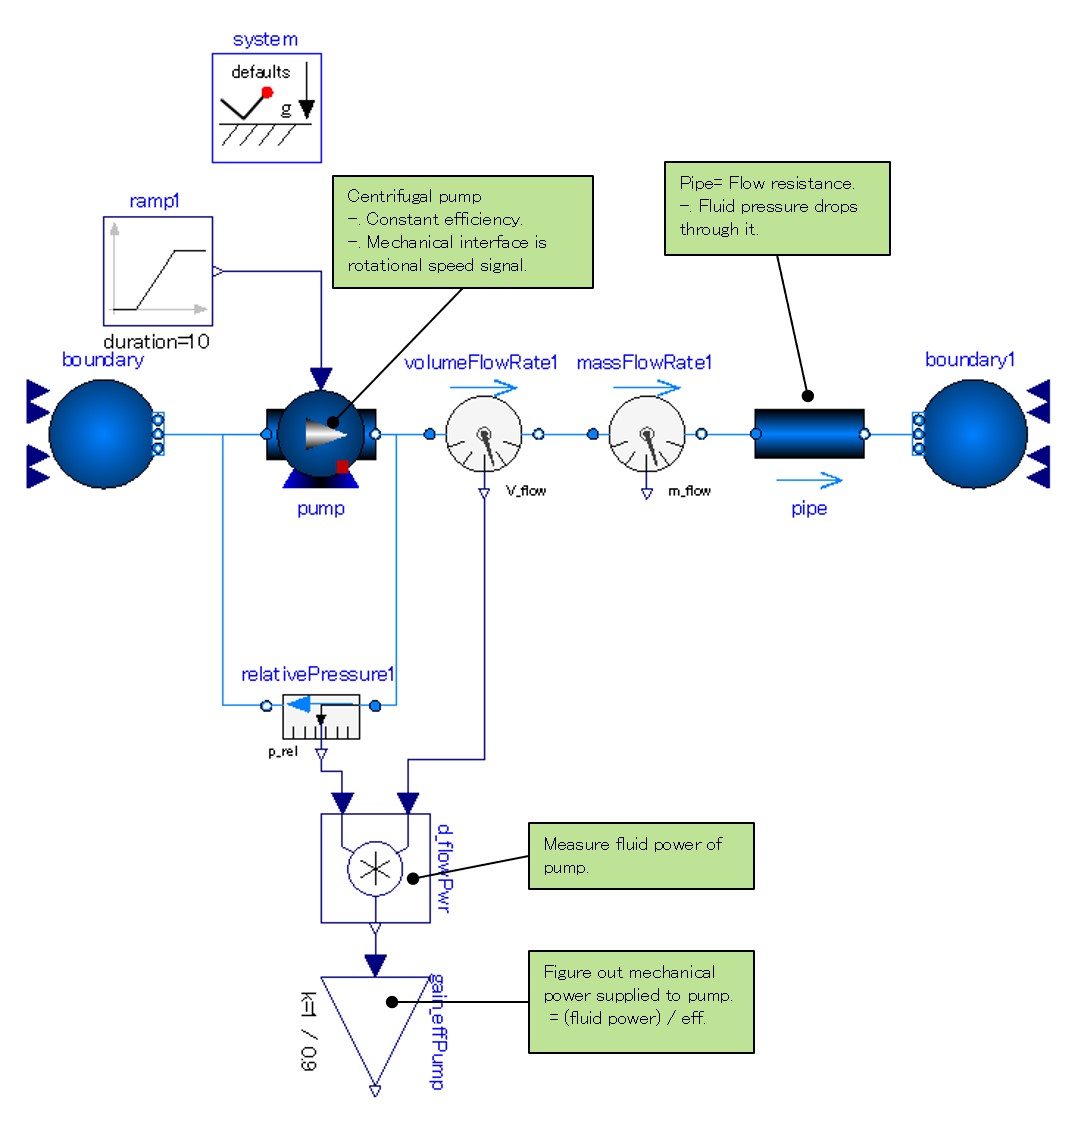 system
defaults
g
ramp1
duration=10
Centrifugal pump
-. Constant efficiency.
-. Mechanical interface is
rotational speed signal.
Pipe= Flow resistance.
-. Fluid pressure drops
through it.
boundary
volumeFlowRate1
massFlowRate1
boundary1
pump
V_flow
m_flow
pipe
relativePressure1
p_rel
d_flowPwr
Measure fluid power of
pump.
gain_effPump
k=1 / 0.9
Figure out mechanical
power supplied to pump.
= (fluid power) / eff.